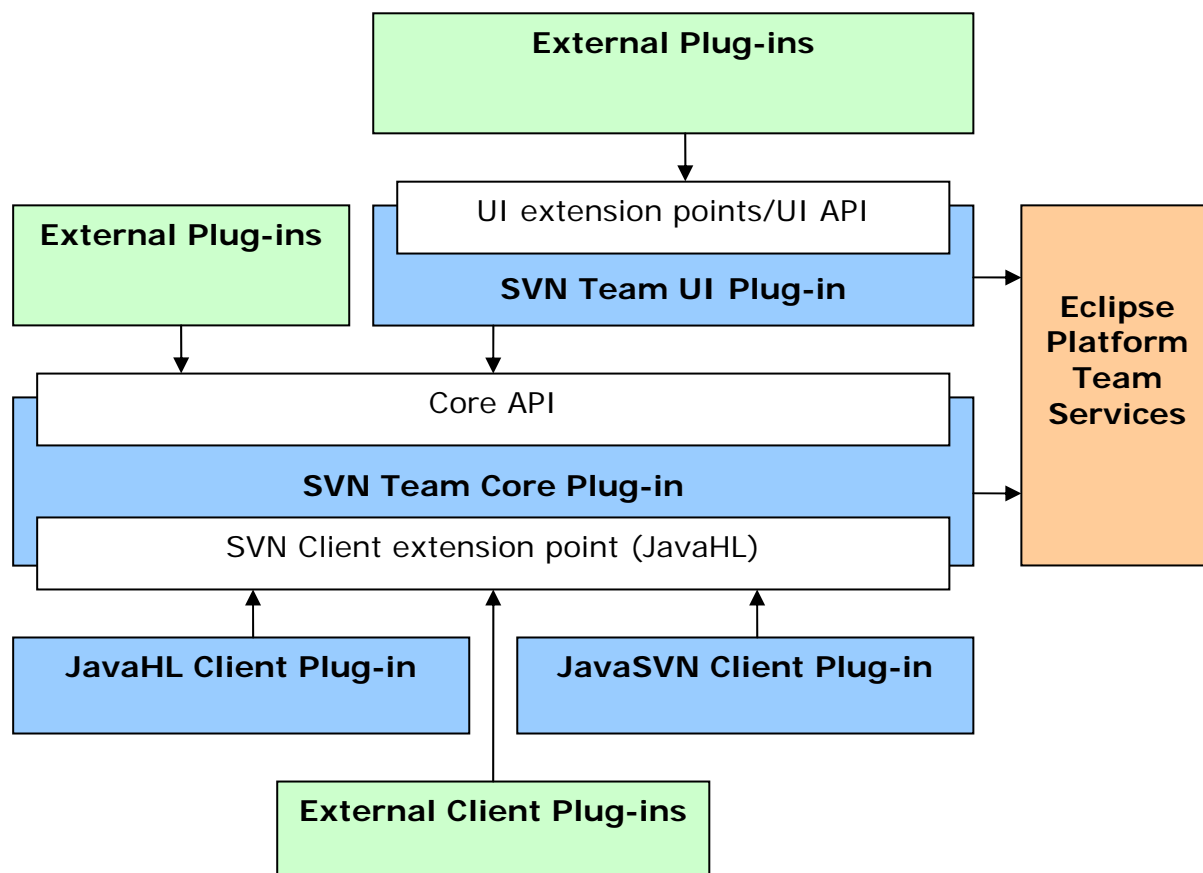 External Plug-ins
UI extension points/UI API
External Plug-ins
SVN Team UI Plug-in
Eclipse
Platform
Team
Services
Core API
SVN Team Core Plug-in
SVN Client extension point (JavaHL)
JavaHL Client Plug-in
JavaSVN Client Plug-in
External Client Plug-ins